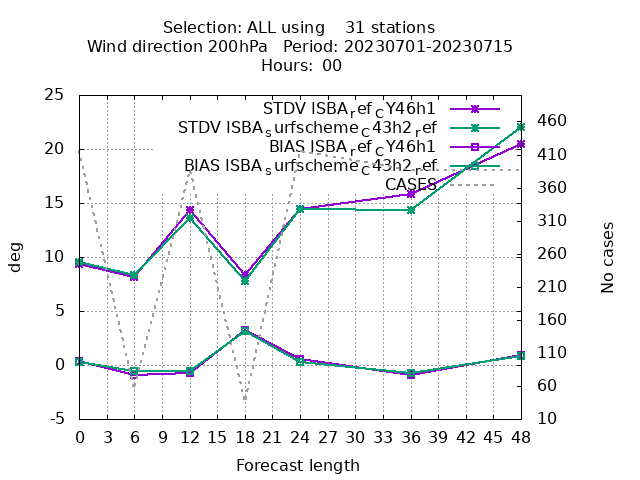 Selection: ALL using    31 stations
Wind direction 200hPa   Period: 20230701-20230715
Hours: 00
STDV ISBA_ref_CY46h1
STDV ISBA_surfscheme_C43h2_ref
BIAS ISBA_ref_CY46h1
BIAS ISBA_surfscheme_C43h2_ref
CASES
25
20
15
10
5
0
-5
deg
460
410
360
310
260
210
160
110
60
10
No cases
0 3 6 9 12 15 18 21 24 27 30 33 36 39 42 45 48
Forecast length